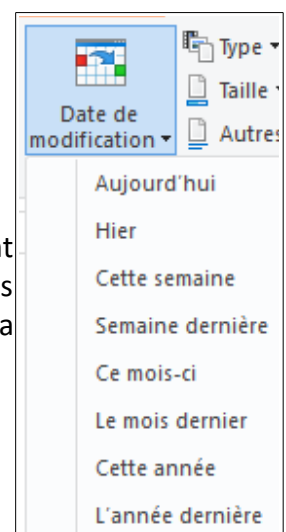 Type
Taille
Date de
modification
Autres
Aujourd'hui
Hier
Cette semaine
Semaine dernière
Ce mois-ci
Le mois dernier
Cette année
L'année dernière